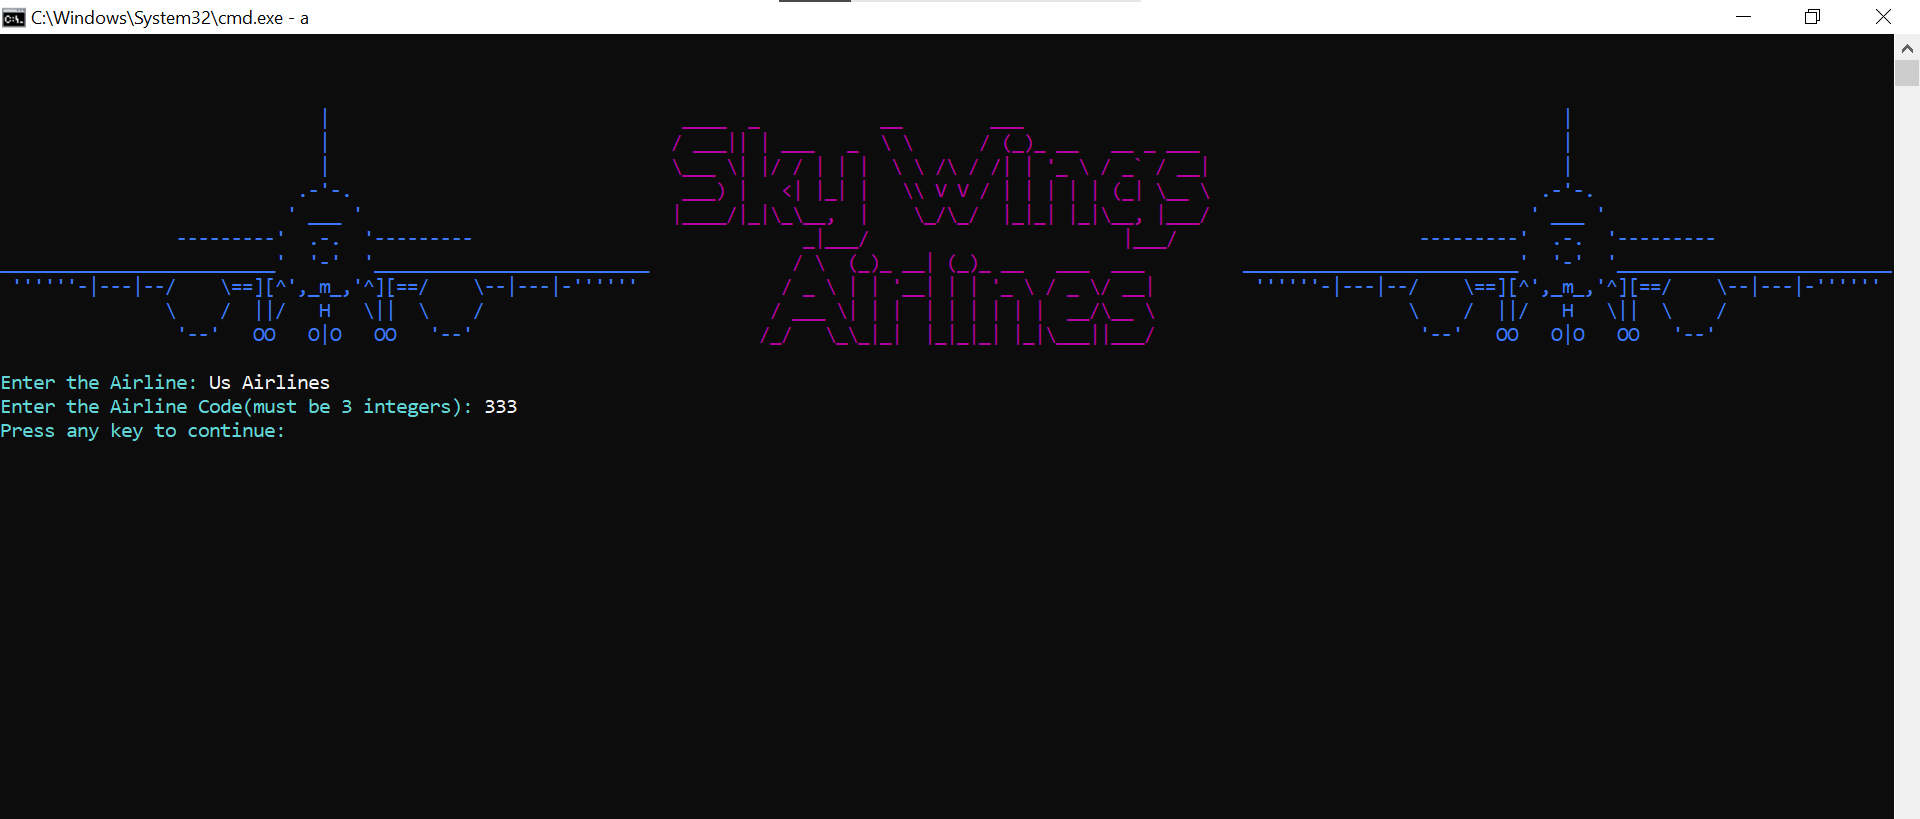 C:\Windows\System32\cmd.exe - a
Sky Wings
Airlines
Enter the Airline: Us Airlines
Enter the Airline Code(must be 3 integers): 333
Press any key to continue: